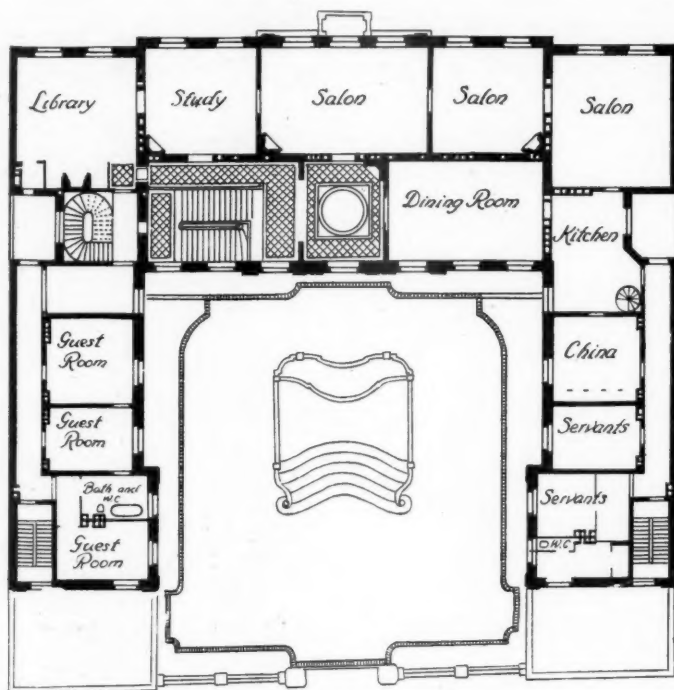 Library
Study
Salon
Salon
Salon
Dining Room
Kitchen
Guest
Room
China
Guest
Room
Servants
Bath and
W.C
Servants
Guest
Room
W.C